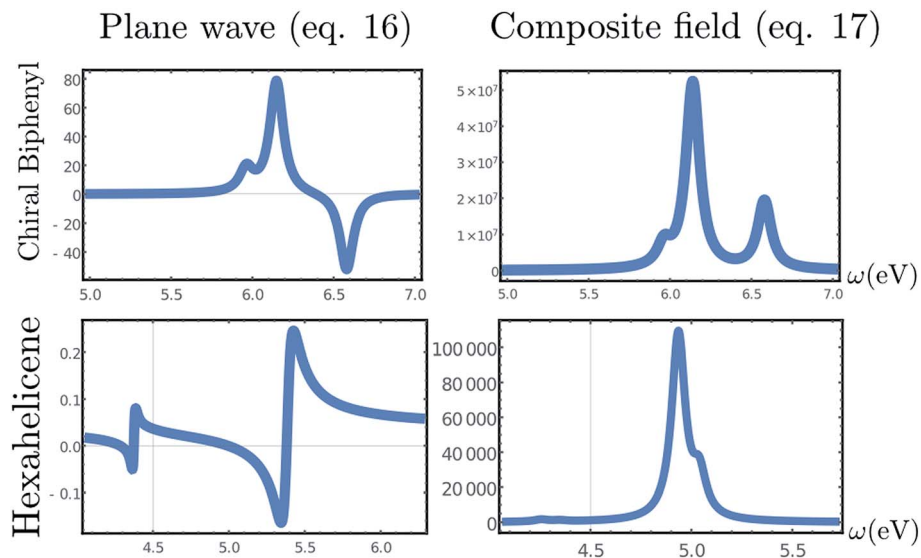 Plane wave (eq. 16)
Composite field (eq. 17)
Chiral Biphenyl
80
60
40
20
0
- 20
- 40
5.0 5.5 6.0 6.5 7.0
5×10⁷
4×10⁷
3×10⁷
2×10⁷
1×10⁷
0
5.0 5.5 6.0 6.5 7.0
ω(eV)
Hexahelicene
0.2
0.1
0.0
- 0.1
4.5 5.0 5.5 6.0
100 000
80 000
60 000
40 000
20 000
0
4.5 5.0 5.5
ω(eV)